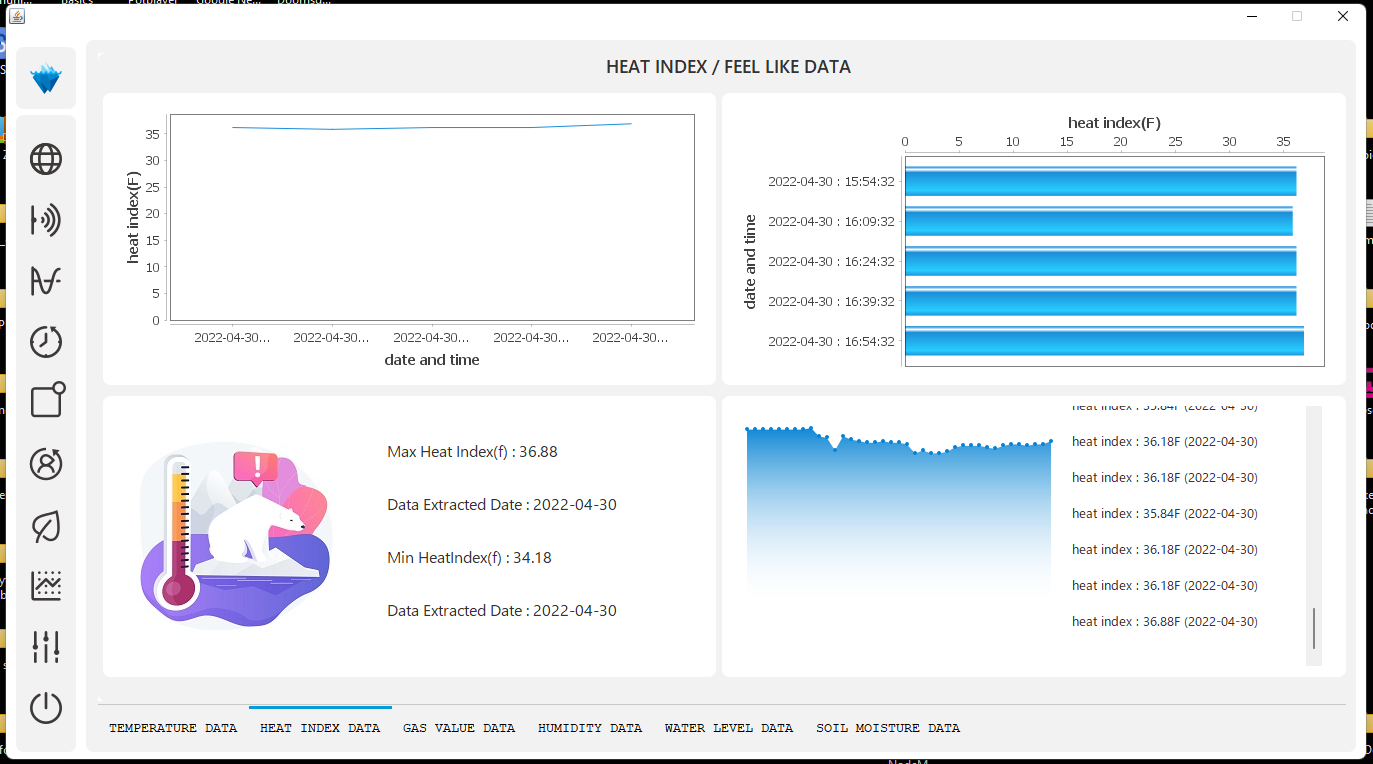 HEAT INDEX / FEEL LIKE DATA
heat index(F)
35
30
25
20
15
10
5
0
2022-04-30... 2022-04-30... 2022-04-30... 2022-04-30... 2022-04-30...
date and time
heat index(F)
0 5 10 15 20 25 30 35
date and time
2022-04-30 : 15:54:32
2022-04-30 : 16:09:32
2022-04-30 : 16:24:32
2022-04-30 : 16:39:32
2022-04-30 : 16:54:32
!
Max Heat Index(f) : 36.88
Data Extracted Date : 2022-04-30
Min HeatIndex(f) : 34.18
Data Extracted Date : 2022-04-30
heat index : 35.84F (2022-04-30)
heat index : 36.18F (2022-04-30)
heat index : 36.18F (2022-04-30)
heat index : 35.84F (2022-04-30)
heat index : 36.18F (2022-04-30)
heat index : 36.18F (2022-04-30)
heat index : 36.88F (2022-04-30)
TEMPERATURE DATA HEAT INDEX DATA GAS VALUE DATA HUMIDITY DATA WATER LEVEL DATA SOIL MOISTURE DATA